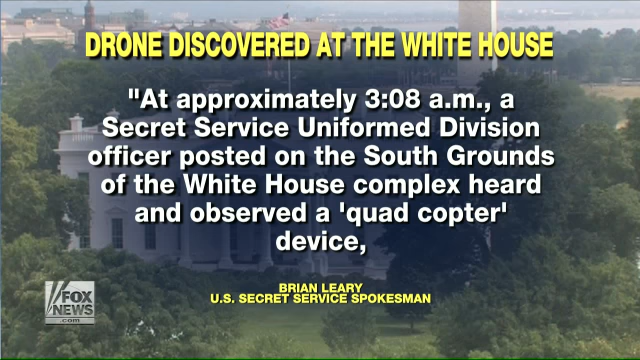 DRONE DISCOVERED AT THE WHITE HOUSE
"At approximately 3:08 a.m., a
Secret Service Uniformed Division
officer posted on the South Grounds
of the White House complex heard
and observed a 'quad copter'
device,
BRIAN LEARY
U.S. SECRET SERVICE SPOKESMAN
FOX
NEWS
.com